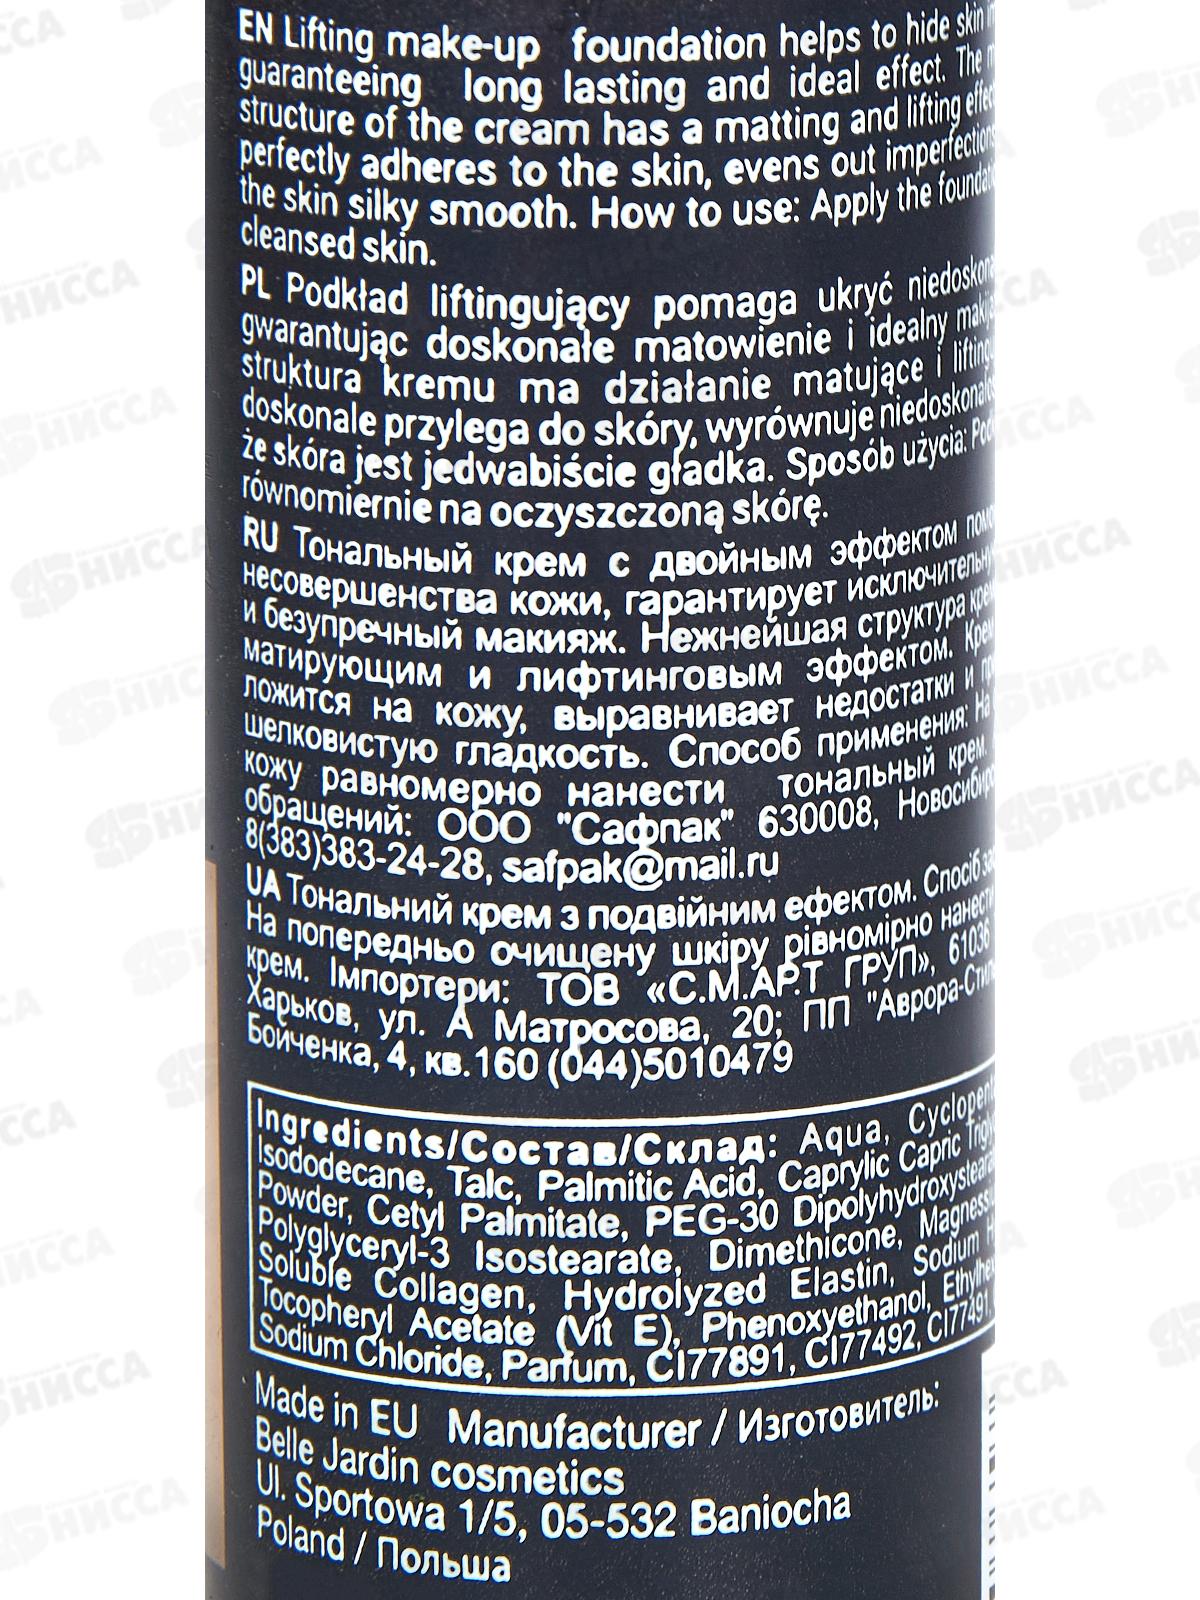 EN Lifting make-up foundation helps to hide skin
guaranteeing long lasting and ideal effect. The
structure of the cream has a matting and lifting effect
perfectly adheres to the skin, evens out imperfections
the skin silky smooth. How to use: Apply the
cleansed skin.
PL Podkład liftingujący pomaga ukryć
gwarantując doskonałe matowienie i idealny
struktura kremu ma działanie matujące i
doskonale przylega do skóry, wyrównuje
że skóra jest jedwabiście gładka. Sposób użycia:
równomiernie na oczyszczoną skórę.
RU Тональный крем с двойным эффектом
несовершенства кожи, гарантирует
и безупречный макияж. Нежнейшая структура
матирующим и лифтинговым эффектом. Крем
ложится на кожу, выравнивает недостатки и
шелковистую гладкость. Способ применения: На
кожу равномерно нанести тональный крем.
обращений: ООО "Сафпак" 630008,
8(383)383-24-28, safpak@mail.ru
UA Тональний крем з подвійним ефектом. Спосіб
На попередньо очищену шкіру рівномірно нанести
крем. Імпортери: ТОВ «С.М.АР.Т ГРУП», 61036
Харьков, ул. А Матросова, 20; ПП
Бойченка, 4, кв.160 (044)5010479
Ingredients/Состав/Склад: Aqua,
Isododecane, Talc, Palmitic Acid, Caprylic Capric
Powder, Cetyl Palmitate, PEG-30
Polyglyceryl-3 Isostearate, Dimethicone,
Soluble Collagen, Hydrolyzed Elastin, Sodium
Tocopheryl Acetate (Vit E), Phenoxyethanol,
Sodium Chloride, Parfum, CI77891, CI77492, CI77491,
Made in EU Manufacturer / Изготовитель:
Belle Jardin cosmetics
Ul. Sportowa 1/5, 05-532 Baniocha
Poland / Польша